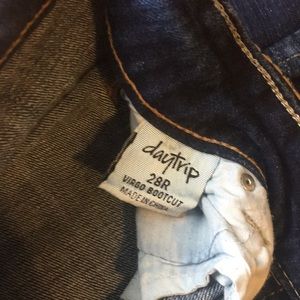 daytrip
28R
VIRGO BOOTCUT
MADE IN CHINA